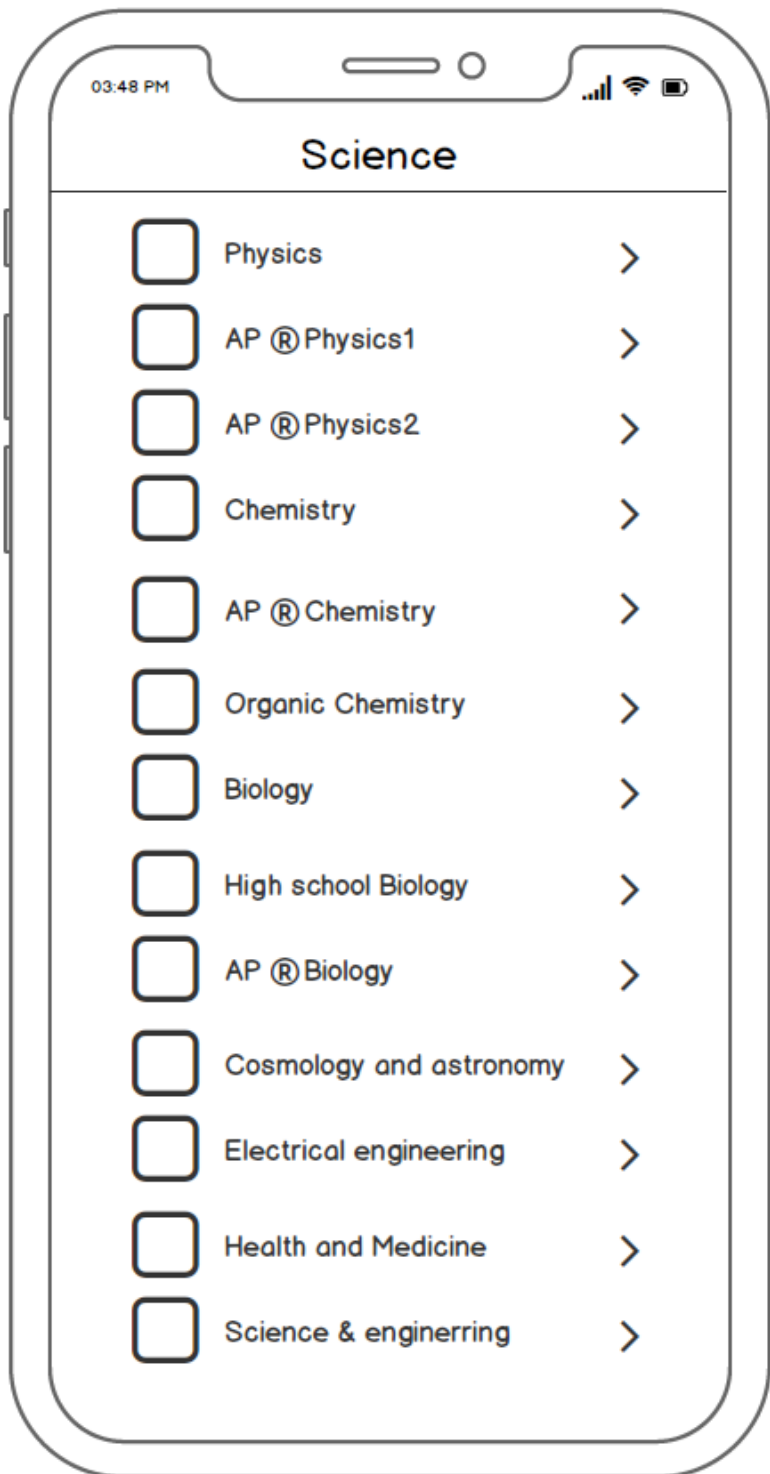 03:48 PM
Science
Physics
AP ®Physics1
AP ®Physics2
Chemistry
AP ®Chemistry
Organic Chemistry
Biology
High school Biology
AP ®Biology
Cosmology and astronomy
Electrical engineering
Health and Medicine
Science & enginerring